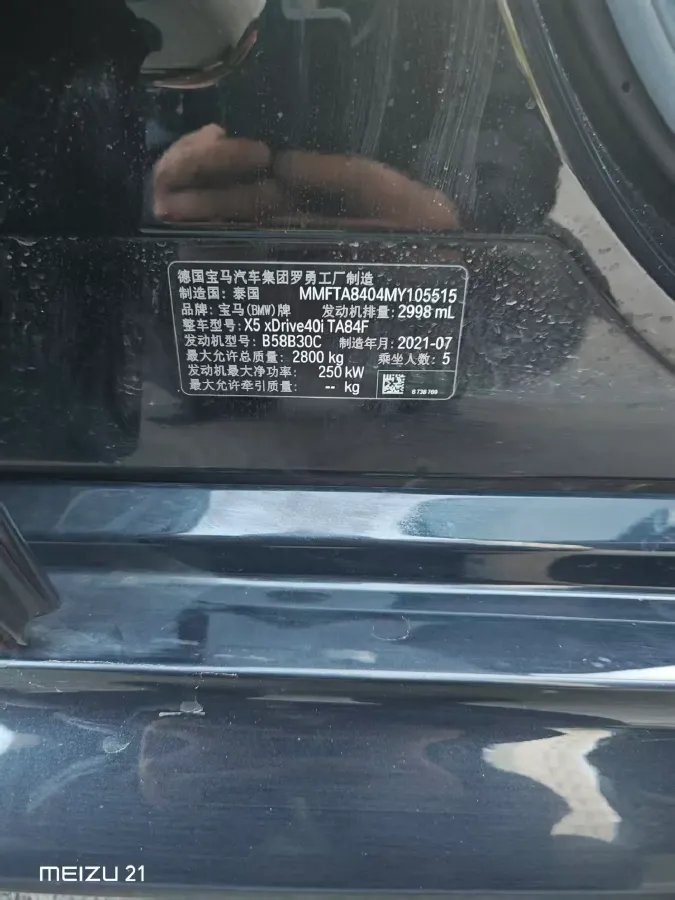 德国宝马汽车集团罗勇工厂制造
制造国: 泰国 MMFTA8404MY105515
品牌: 宝马(BMW)牌 发动机排量: 2998 mL
整车型号: X5 xDrive40i TA84F
发动机型号: B58B30C 制造年月: 2021-07
最大允许总质量: 2800 kg 乘坐人数: 5
发动机最大净功率: 250 kW
最大允许牵引质量: -- kg
6 738 769
MEIZU 21